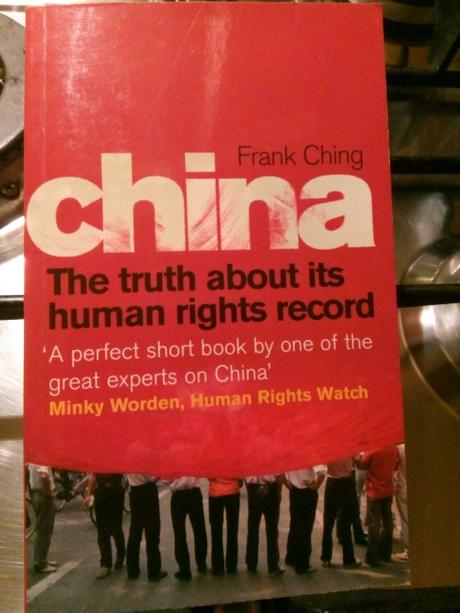 Frank Ching
china
The truth about its
human rights record
'A perfect short book by one of the
great experts on China'
Minky Worden, Human Rights Watch